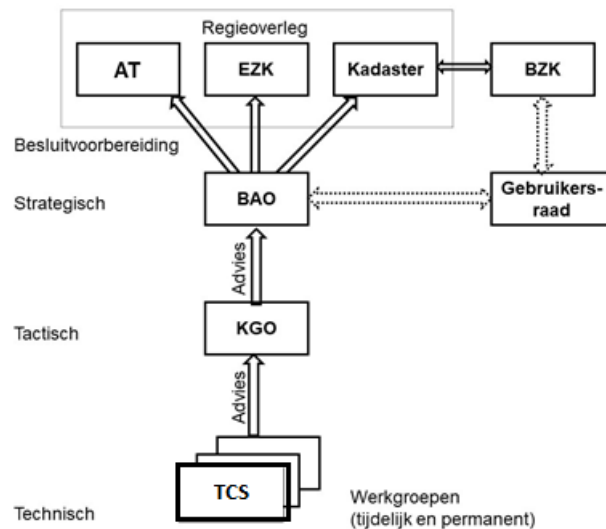 Regieoverleg
AT
EZK
Kadaster
BZK
Besluitvoorbereiding
Strategisch
BAO
Gebruikers-
raad
Advies
Tactisch
KGO
Advies
TCS
Technisch
Werkgroepen
(tijdelijk en permanent)